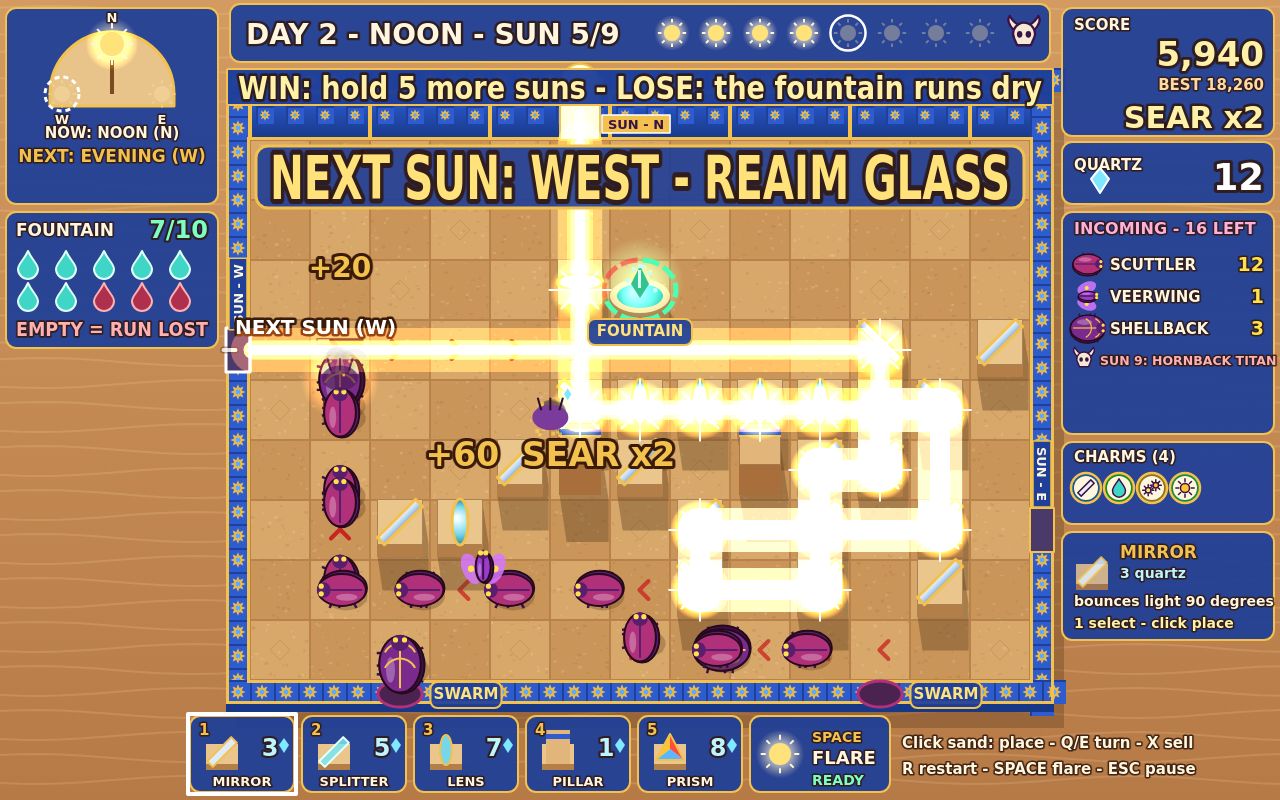 N
W
E
NOW: NOON (N)
NEXT: EVENING (W)
DAY 2 - NOON - SUN 5/9
WIN: hold 5 more suns - LOSE: the fountain runs dry
SUN - N
NEXT SUN: WEST - REAIM GLASS
SCORE
5,940
BEST 18,260
SEAR x2
QUARTZ
12
FOUNTAIN 7/10
EMPTY = RUN LOST
INCOMING - 16 LEFT
SCUTTLER 12
VEERWING 1
SHELLBACK 3
SUN 9: HORNBACK TITAN
SUN - W
+20
NEXT SUN (W)
FOUNTAIN
+60 SEAR x2
SUN - E
CHARMS (4)
MIRROR
3 quartz
bounces light 90 degrees
1 select - click place
SWARM
SWARM
1 3 MIRROR
2 5 SPLITTER
3 7 LENS
4 1 PILLAR
5 8 PRISM
SPACE
FLARE
READY
Click sand: place - Q/E turn - X sell
R restart - SPACE flare - ESC pause